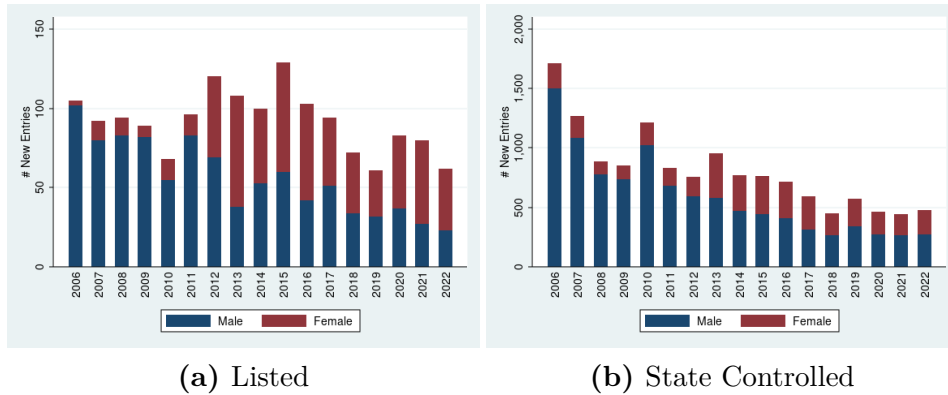 # New Entries
150
100
50
0
2006 2007 2008 2009 2010 2011 2012 2013 2014 2015 2016 2017 2018 2019 2020 2021 2022
Male Female
(a) Listed
# New Entries
2,000
1,500
1,000
500
0
2006 2007 2008 2009 2010 2011 2012 2013 2014 2015 2016 2017 2018 2019 2020 2021 2022
Male Female
(b) State Controlled